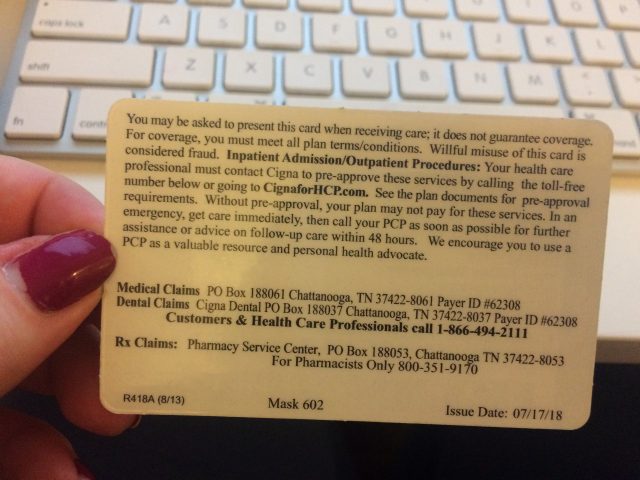 caps lock
A
S
D
F
G
H
J
K
L
shift
Z
X
C
V
B
N
M
fn
You may be asked to present this card when receiving care; it does not guarantee coverage.
For coverage, you must meet all plan terms/conditions. Willful misuse of this card is
considered fraud. Inpatient Admission/Outpatient Procedures: Your health care
professional must contact Cigna to pre-approve these services by calling the toll-free
number below or going to CignaforHCP.com. See the plan documents for pre-approval
requirements. Without pre-approval, your plan may not pay for these services. In an
emergency, get care immediately, then call your PCP as soon as possible for further
assistance or advice on follow-up care within 48 hours. We encourage you to use a
PCP as a valuable resource and personal health advocate.
Medical Claims PO Box 188061 Chattanooga, TN 37422-8061 Payer ID #62308
Dental Claims Cigna Dental PO Box 188037 Chattanooga, TN 37422-8037 Payer ID #62308
Customers & Health Care Professionals call 1-866-494-2111
Rx Claims: Pharmacy Service Center, PO Box 188053, Chattanooga TN 37422-8053
For Pharmacists Only 800-351-9170
R418A (8/13) Mask 602 Issue Date: 07/17/18